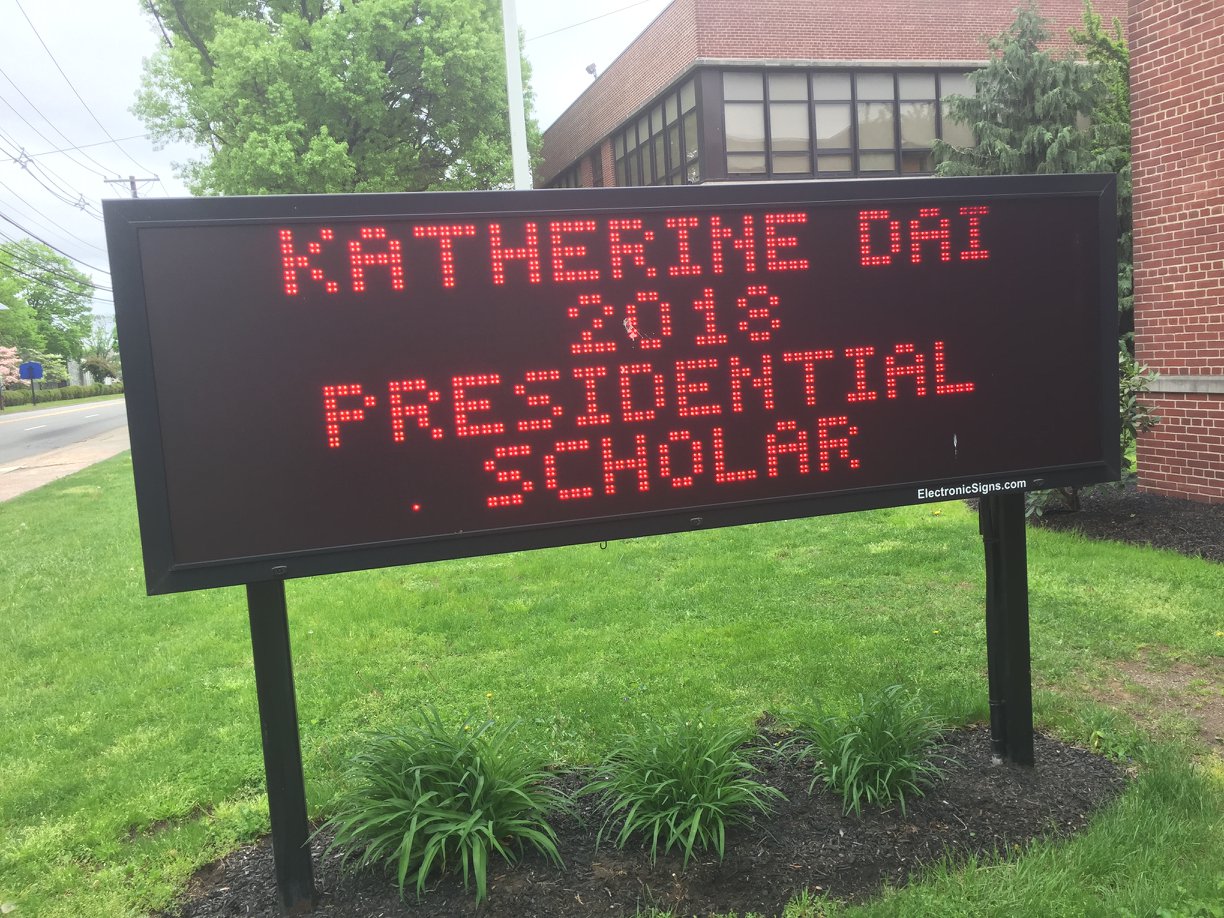 KATHERINE DAI
2018
PRESIDENTIAL
SCHOLAR
ElectronicSigns.com